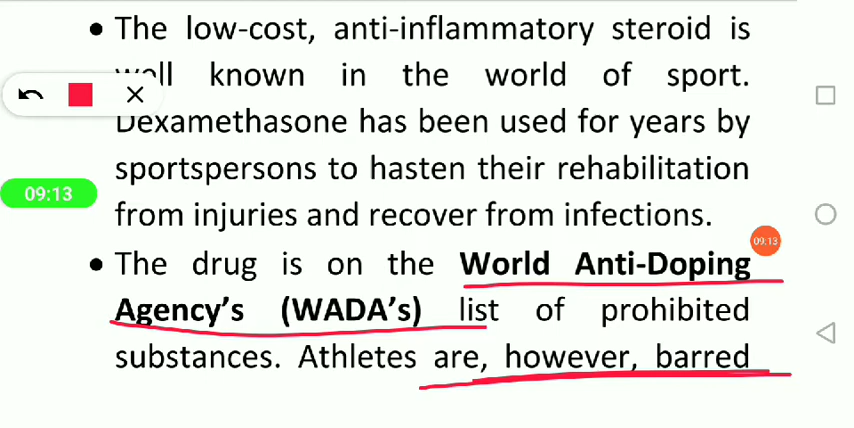 • The low-cost, anti-inflammatory steroid is
well known in the world of sport.
Dexamethasone has been used for years by
09:13
sportspersons to hasten their rehabilitation
from injuries and recover from infections.
09:13
• The drug is on the World Anti-Doping
Agency's (WADA's) list of prohibited
substances. Athletes are, however, barred